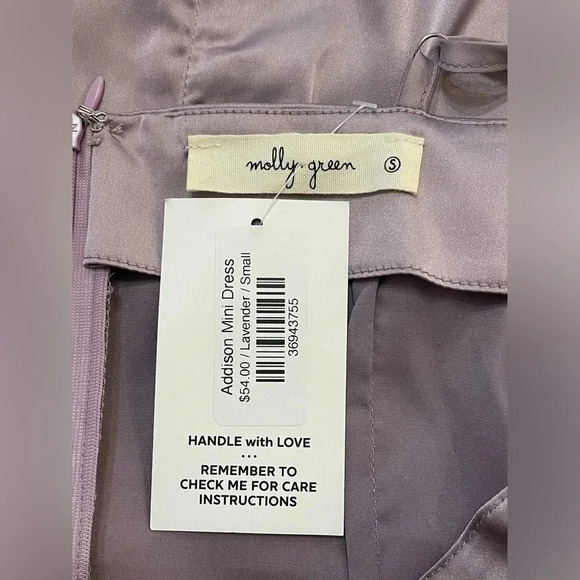 molly. green S
Addison Mini Dress
$54.00 / Lavender / Small
36943755
HANDLE with LOVE
...
REMEMBER TO
CHECK ME FOR CARE
INSTRUCTIONS